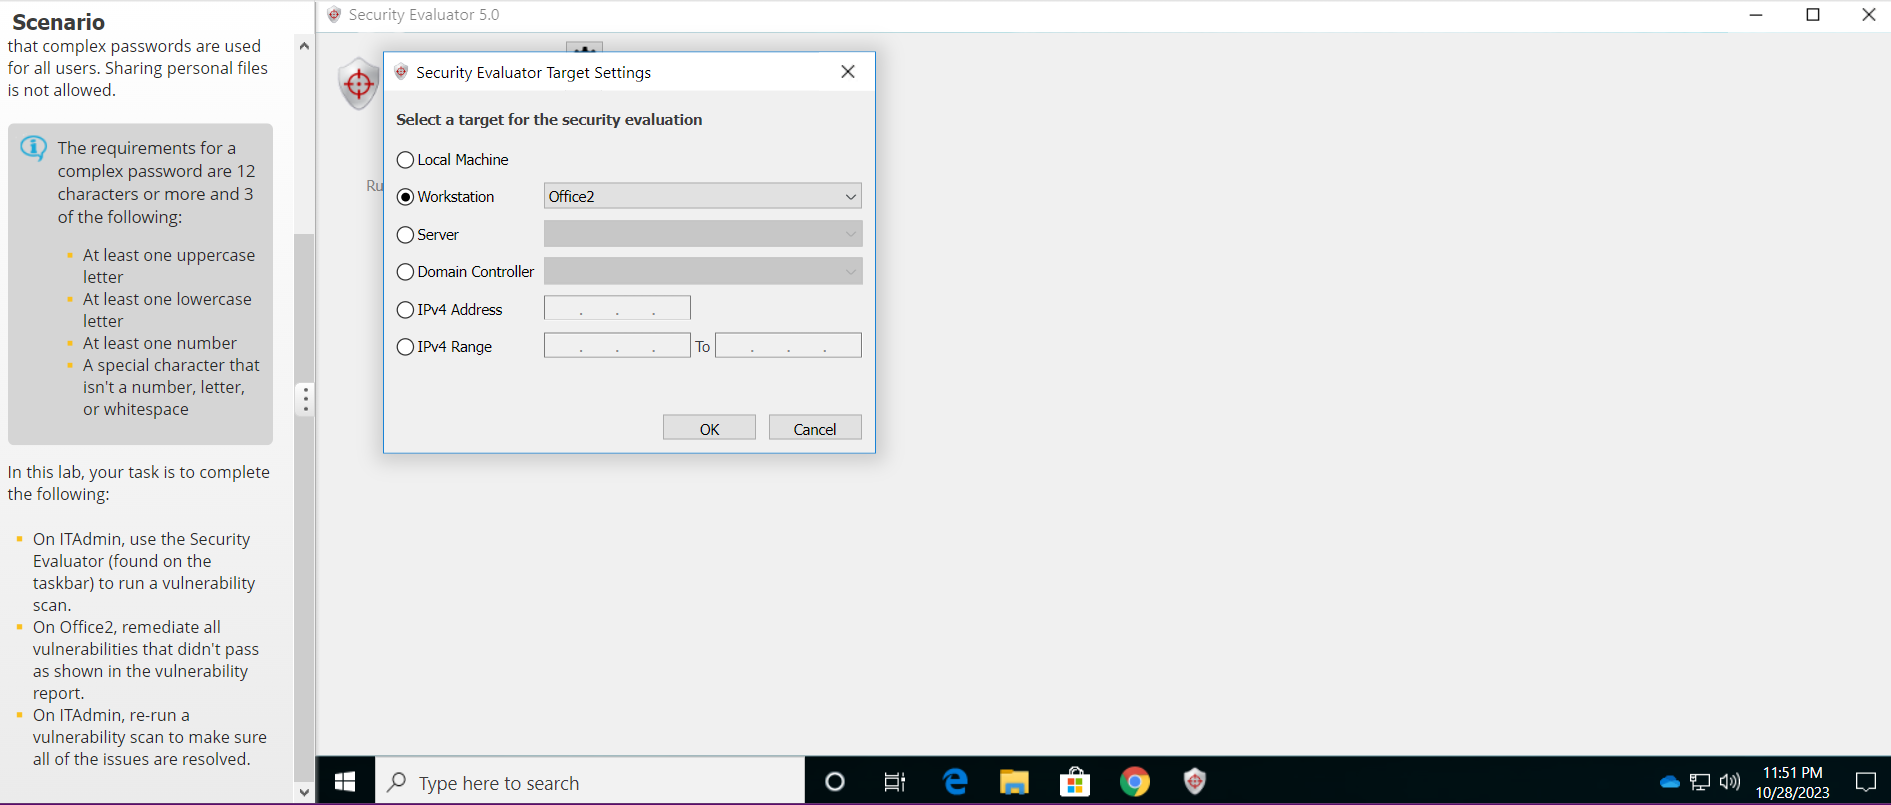 Scenario
that complex passwords are used
for all users. Sharing personal files
is not allowed.
The requirements for a
complex password are 12
characters or more and 3
of the following:
At least one uppercase
letter
At least one lowercase
letter
At least one number
A special character that
isn't a number, letter,
or whitespace
In this lab, your task is to complete
the following:
On ITAdmin, use the Security
Evaluator (found on the
taskbar) to run a vulnerability
scan.
On Office2, remediate all
vulnerabilities that didn't pass
as shown in the vulnerability
report.
On ITAdmin, re-run a
vulnerability scan to make sure
all of the issues are resolved.
Security Evaluator 5.0
Ru
Security Evaluator Target Settings
Select a target for the security evaluation
Local Machine
Workstation Office2
Server
Domain Controller
IPv4 Address . . .
IPv4 Range . . . To . . .
OK Cancel
Type here to search
11:51 PM
10/28/2023